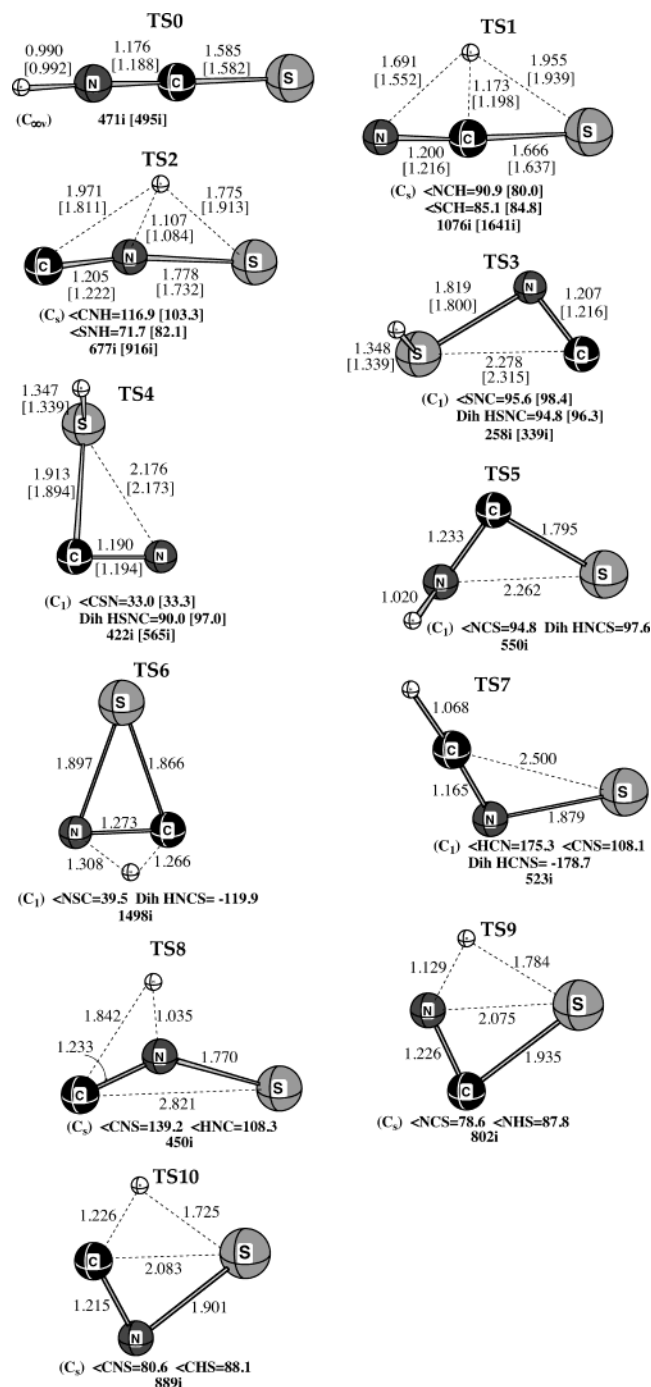 TS0
0.990
[0.992]
1.176
[1.188]
1.585
[1.582]
N
C
S
(C∞v)
471i [495i]
TS1
1.691
[1.552]
1.955
[1.939]
1.173
[1.198]
N
C
S
1.200
[1.216]
1.666
[1.637]
(Cs) <NCH=90.9 [80.0]
<SCH=85.1 [84.8]
1076i [1641i]
TS2
1.971
[1.811]
1.775
[1.913]
1.107
[1.084]
C
N
S
1.205
[1.222]
1.778
[1.732]
(Cs) <CNH=116.9 [103.3]
<SNH=71.7 [82.1]
677i [916i]
TS3
1.819
[1.800]
N
1.207
[1.216]
S
C
1.348
[1.339]
2.278
[2.315]
(C1) <SNC=95.6 [98.4]
Dih HSNC=94.8 [96.3]
258i [339i]
TS4
1.347
[1.339]
S
1.913
[1.894]
2.176
[2.173]
1.190
C
N
[1.194]
(C1) <CSN=33.0 [33.3]
Dih HSNC=90.0 [97.0]
422i [565i]
TS5
C
1.233
1.795
N
S
1.020
2.262
(C1) <NCS=94.8 Dih HNCS=97.6
550i
TS6
S
1.897
1.866
1.273
N
C
1.308
1.266
(C1) <NSC=39.5 Dih HNCS= -119.9
1498i
TS7
1.068
C
2.500
1.165
S
N
1.879
(C1) <HCN=175.3 <CNS=108.1
Dih HCNS= -178.7
523i
TS8
1.842
1.035
1.233
N
1.770
C
S
2.821
(Cs) <CNS=139.2 <HNC=108.3
450i
TS9
1.129
1.784
N
S
2.075
1.226
1.935
C
(Cs) <NCS=78.6 <NHS=87.8
802i
TS10
1.226
1.725
C
S
2.083
1.215
1.901
N
(Cs) <CNS=80.6 <CHS=88.1
889i